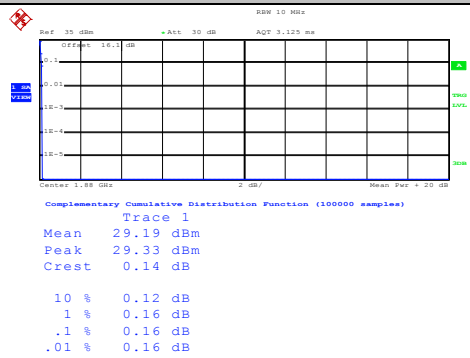 RBW 10 MHz
Ref 35 dBm * Att 30 dB AQT 3.125 ms
Offset 16.1 dB
0.1
A
1 SA
VIEW
0.01
TRG
LVL
1E-3
1E-4
1E-5
3DB
Center 1.88 GHz 2 dB/ Mean Pwr + 20 dB
Complementary Cumulative Distribution Function (100000 samples)
Trace 1
Mean 29.19 dBm
Peak 29.33 dBm
Crest 0.14 dB
10 % 0.12 dB
1 % 0.16 dB
.1 % 0.16 dB
.01 % 0.16 dB